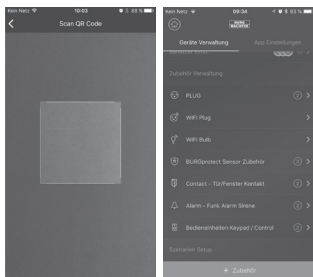 Kein Netz 10:03 88 %
Scan QR Code
Kein Netz 09:34 93 %
BURG WÄCHTER
Geräte Verwaltung App Einstellungen
Zubehör Verwaltung
PLUG
WiFi Plug
WiFi Bulb
BURGprotect Sensor Zubehör
Contact - Tür/Fenster Kontakt
Alarm - Funk Alarm Sirene
Bedieneinheiten Keypad / Control
Szenarien Setup
+ Zubehör